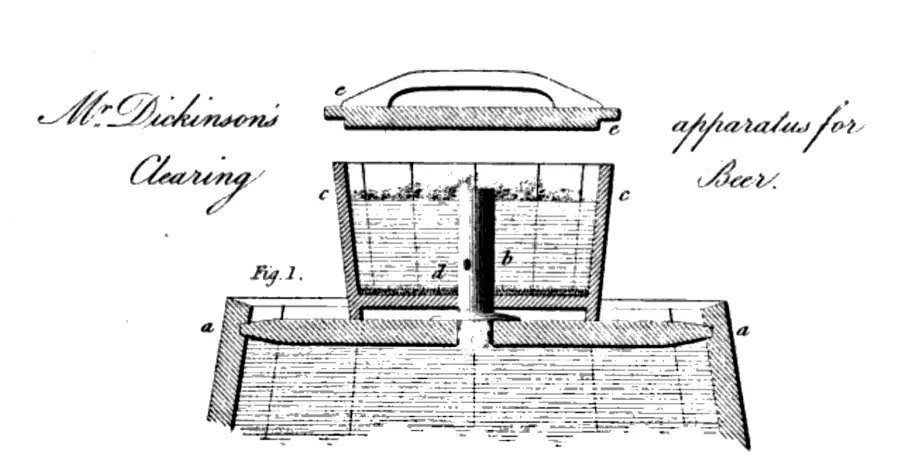 Mr. Dickinson's apparatus for
Clearing Beer.
e
e
c c
d b
Fig. 1.
a a